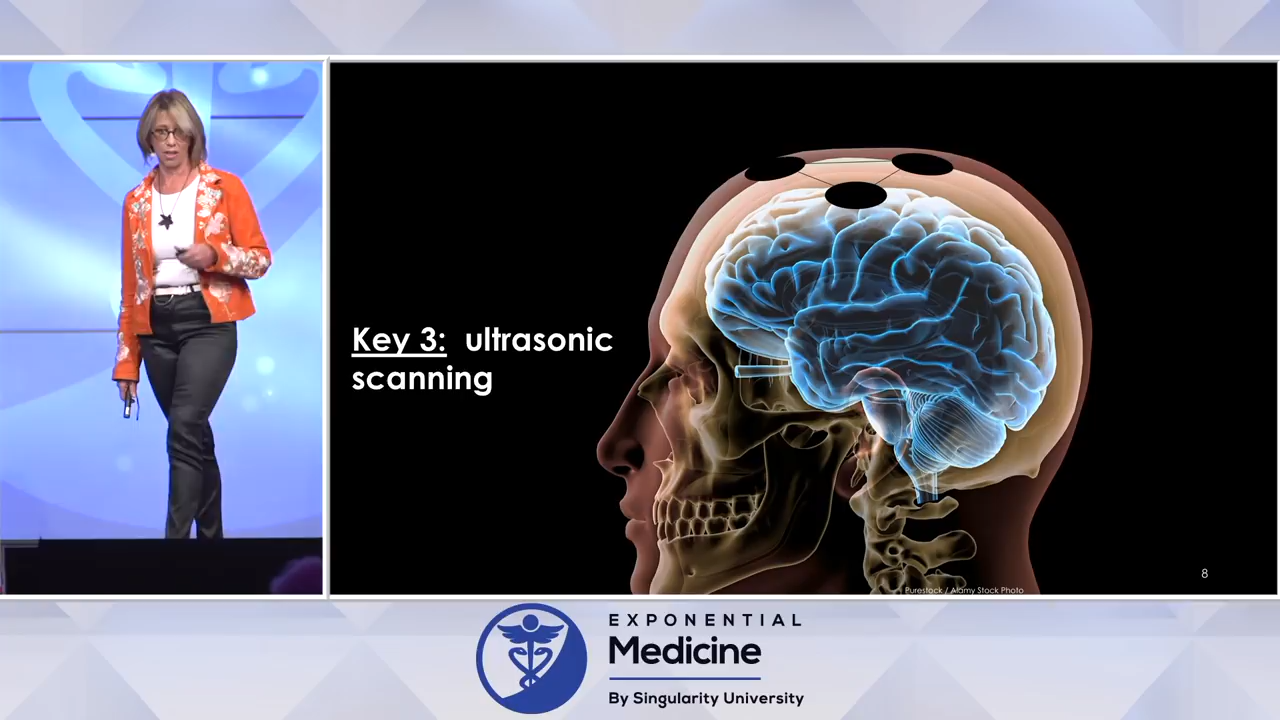 Key 3: ultrasonic
scanning
8
Purestock / Alamy Stock Photo
EXPONENTIAL
Medicine
By Singularity University